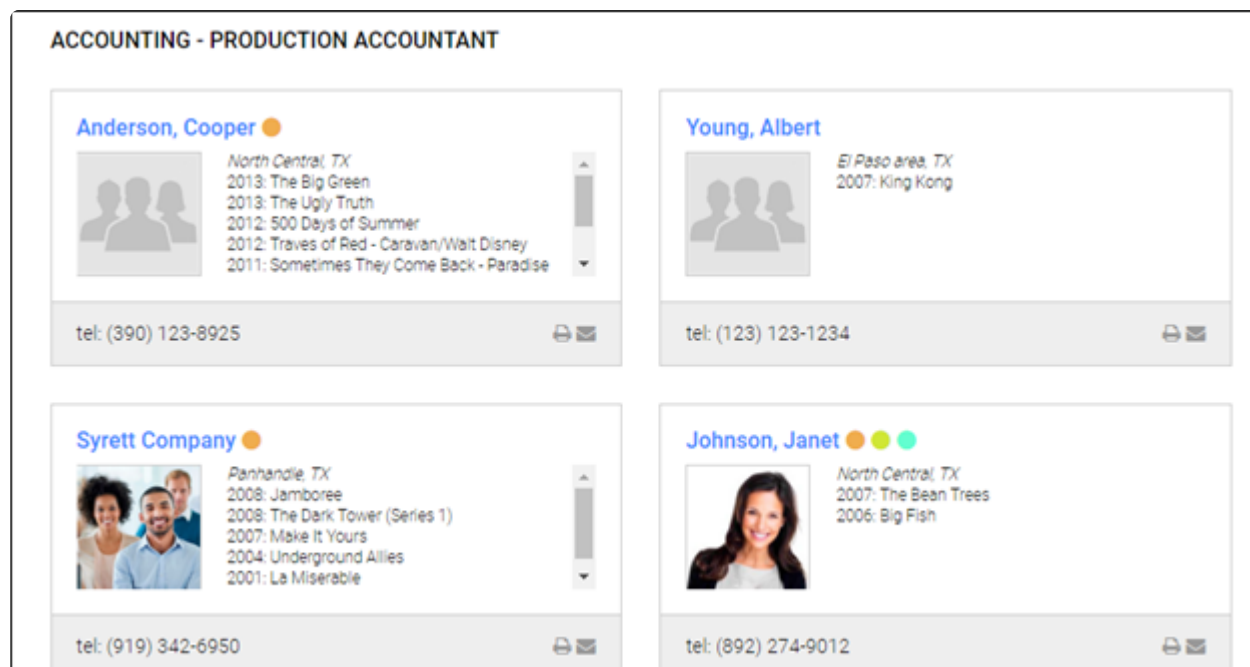 ACCOUNTING - PRODUCTION ACCOUNTANT
Anderson, Cooper
North Central, TX
2013: The Big Green
2013: The Ugly Truth
2012: 500 Days of Summer
2012: Traves of Red - Caravan/Walt Disney
2011: Sometimes They Come Back - Paradise
tel: (390) 123-8925
Young, Albert
El Paso area, TX
2007: King Kong
tel: (123) 123-1234
Syrett Company
Panhandle, TX
2008: Jamboree
2008: The Dark Tower (Series 1)
2007: Make It Yours
2004: Underground Allies
2001: La Miserable
tel: (919) 342-6950
Johnson, Janet
North Central, TX
2007: The Bean Trees
2006: Big Fish
tel: (892) 274-9012